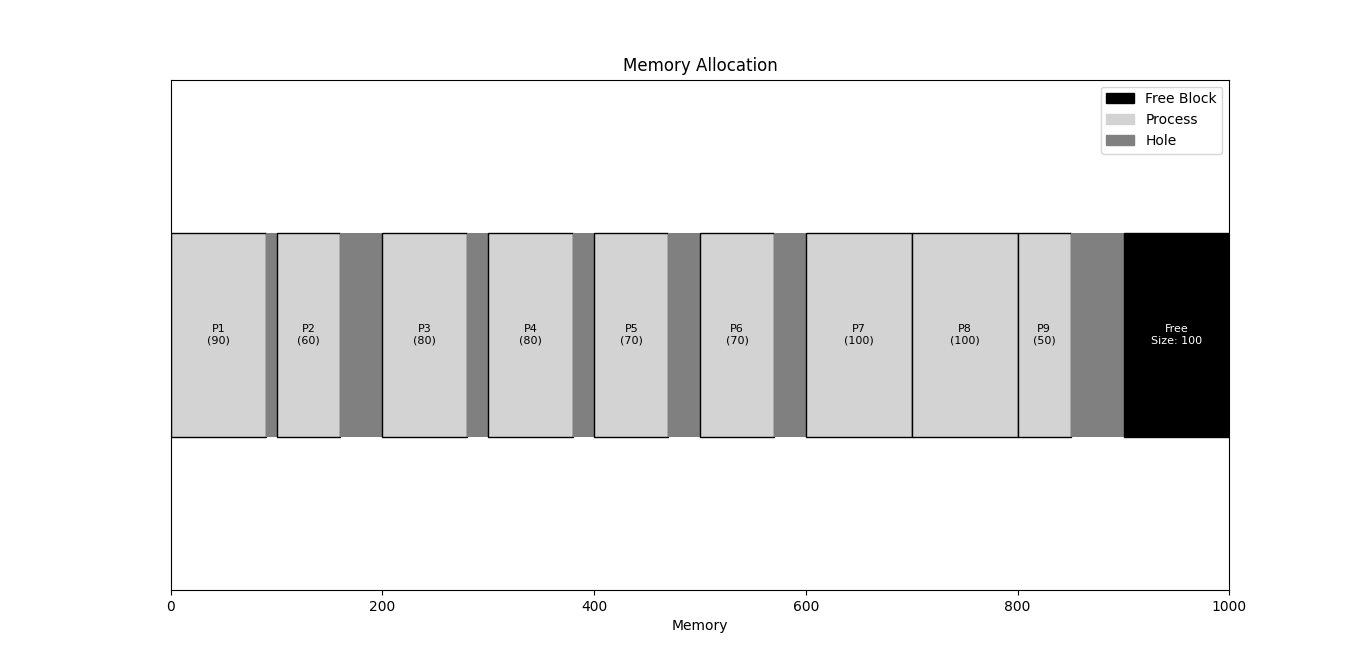 Memory Allocation
Free Block
Process
Hole
P1
(90)
P2
(60)
P3
(80)
P4
(80)
P5
(70)
P6
(70)
P7
(100)
P8
(100)
P9
(50)
Free
Size: 100
0
200
400
600
800
1000
Memory